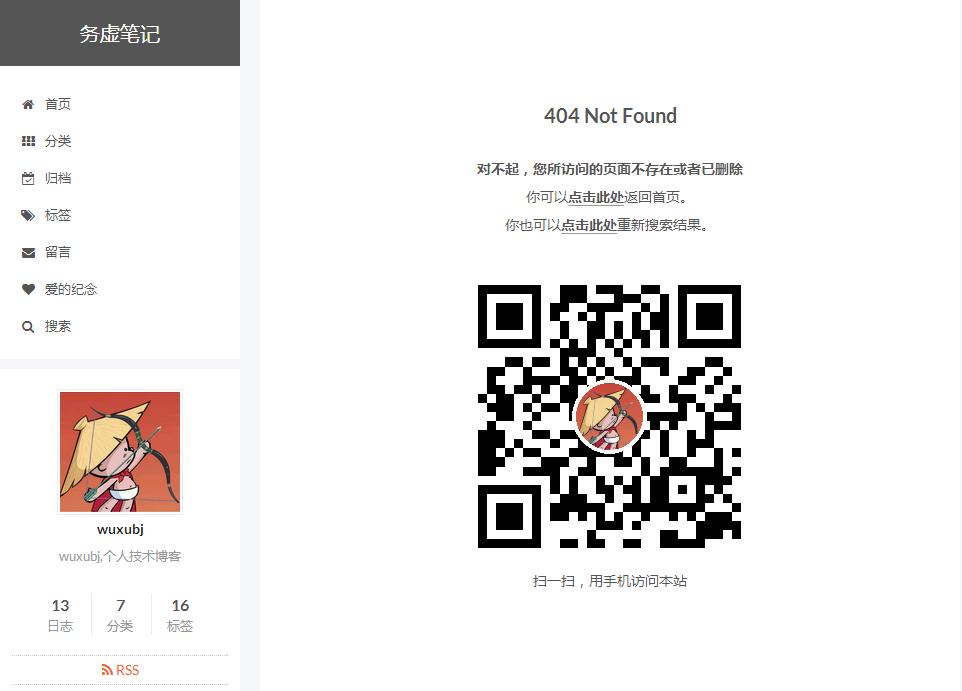 务虚笔记
首页
分类
归档
标签
留言
爱的纪念
搜索
wuxubj
wuxubj,个人技术博客
13 7 16
日志 分类 标签
RSS
404 Not Found
对不起，您所访问的页面不存在或者已删除
你可以点击此处返回首页。
你也可以点击此处重新搜索结果。
扫一扫，用手机访问本站